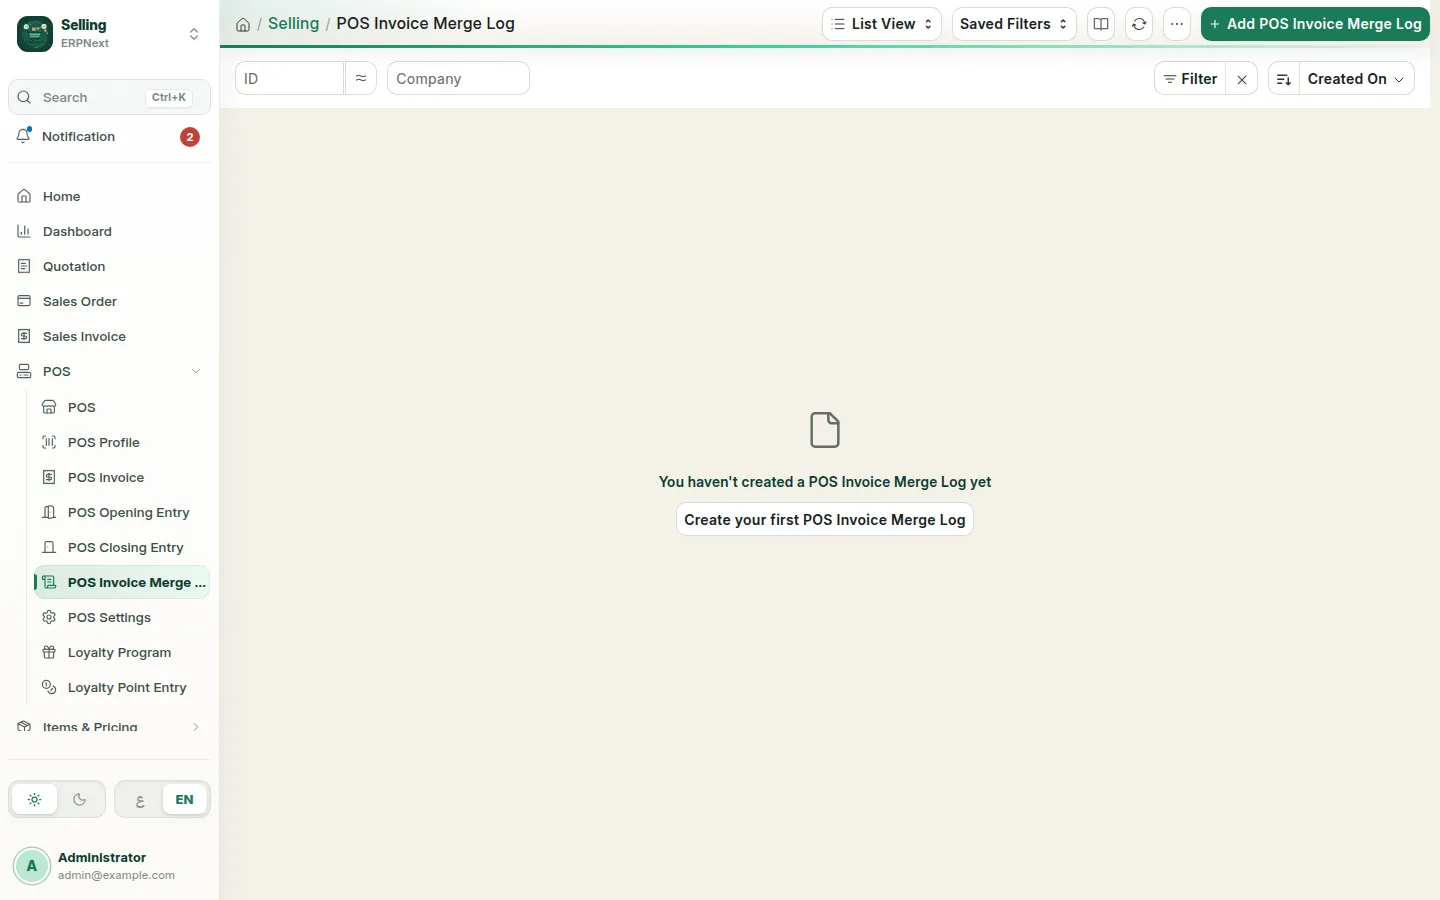 Selling
ERPNext
Search Ctrl+K
Notification 2
Home
Dashboard
Quotation
Sales Order
Sales Invoice
POS
POS
POS Profile
POS Invoice
POS Opening Entry
POS Closing Entry
POS Invoice Merge ...
POS Settings
Loyalty Program
Loyalty Point Entry
Items & Pricing
ع EN
A Administrator
admin@example.com
/ Selling / POS Invoice Merge Log
List View Saved Filters ... + Add POS Invoice Merge Log
ID ≈ Company Filter × Created On
You haven't created a POS Invoice Merge Log yet
Create your first POS Invoice Merge Log